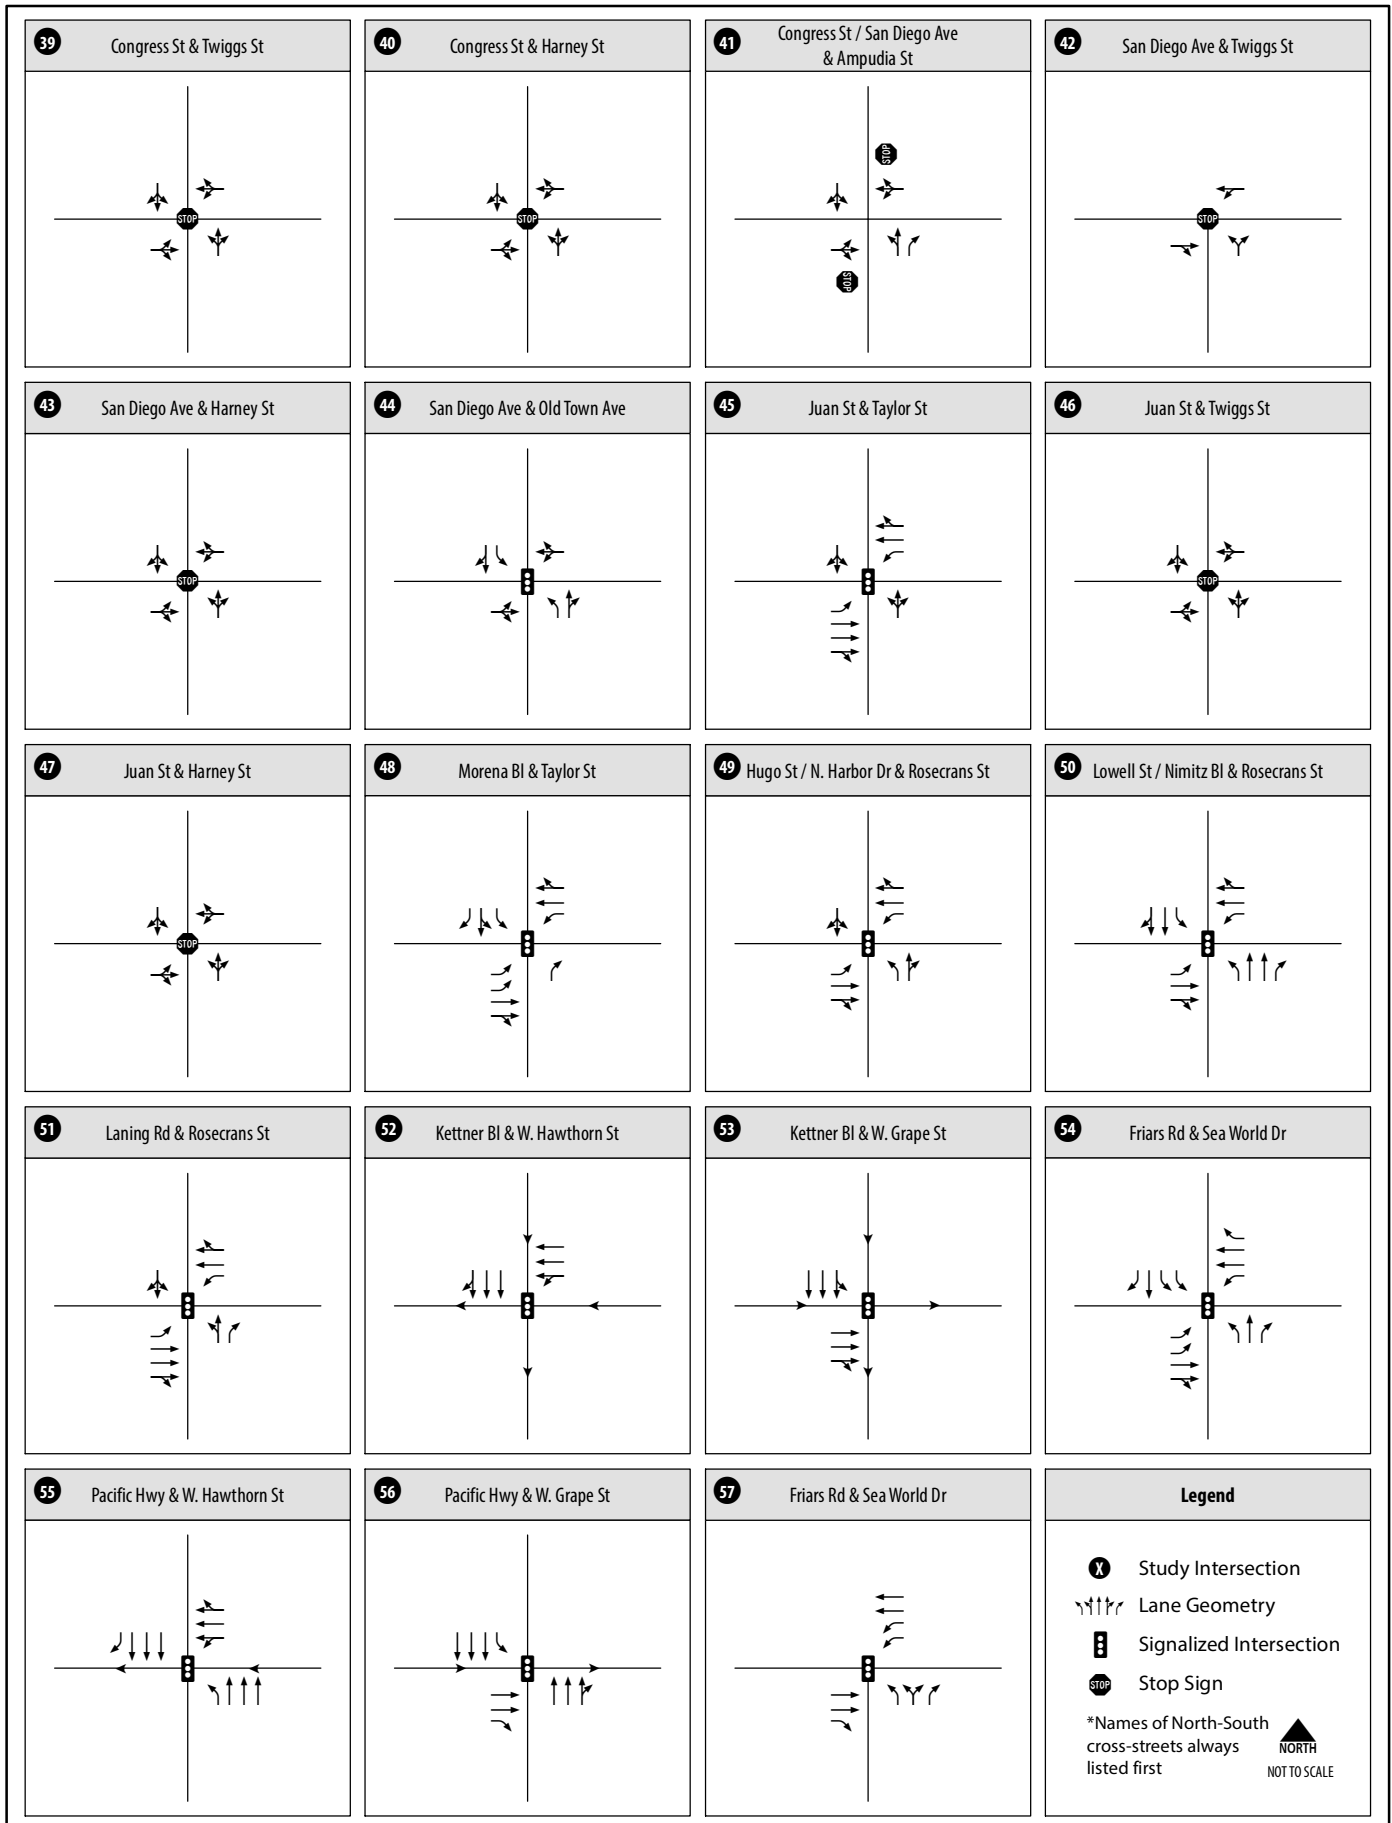 39 Congress St & Twiggs St
STOP
40 Congress St & Harney St
STOP
41 Congress St / San Diego Ave
& Ampudia St
STOP
STOP
42 San Diego Ave & Twiggs St
STOP
43 San Diego Ave & Harney St
STOP
44 San Diego Ave & Old Town Ave
45 Juan St & Taylor St
46 Juan St & Twiggs St
STOP
47 Juan St & Harney St
STOP
48 Morena Bl & Taylor St
49 Hugo St / N. Harbor Dr & Rosecrans St
50 Lowell St / Nimitz Bl & Rosecrans St
51 Laning Rd & Rosecrans St
52 Kettner Bl & W. Hawthorn St
53 Kettner Bl & W. Grape St
54 Friars Rd & Sea World Dr
55 Pacific Hwy & W. Hawthorn St
56 Pacific Hwy & W. Grape St
57 Friars Rd & Sea World Dr
Legend
X Study Intersection
Lane Geometry
Signalized Intersection
STOP Stop Sign
*Names of North-South
cross-streets always
listed first
NORTH
NOT TO SCALE